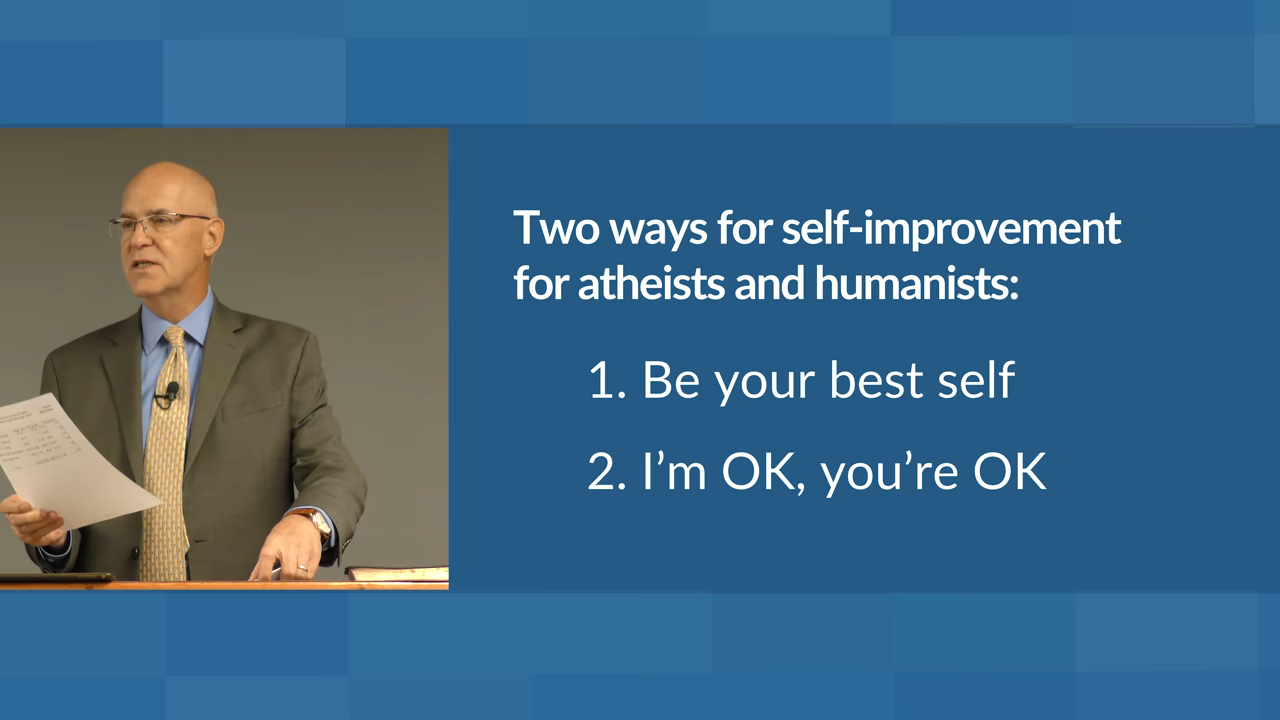 Two ways for self-improvement
for atheists and humanists:
1. Be your best self
2. I’m OK, you’re OK